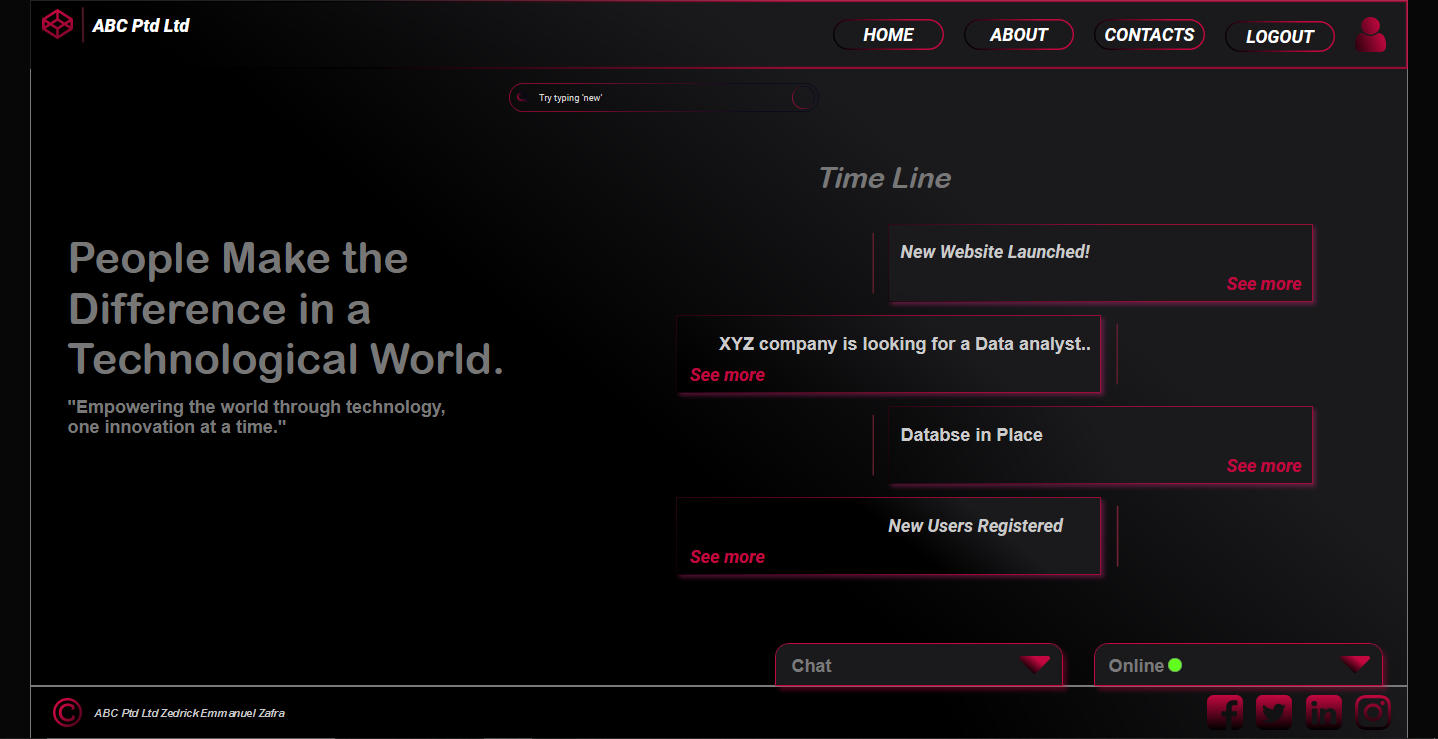 ABC Ptd Ltd
HOME
ABOUT
CONTACTS
LOGOUT
Try typing 'new'
Time Line
People Make the
Difference in a
Technological World.
"Empowering the world through technology,
one innovation at a time."
New Website Launched!
See more
XYZ company is looking for a Data analyst..
See more
Databse in Place
See more
New Users Registered
See more
Chat
Online
© ABC Ptd Ltd Zedrick Emmanuel Zafra